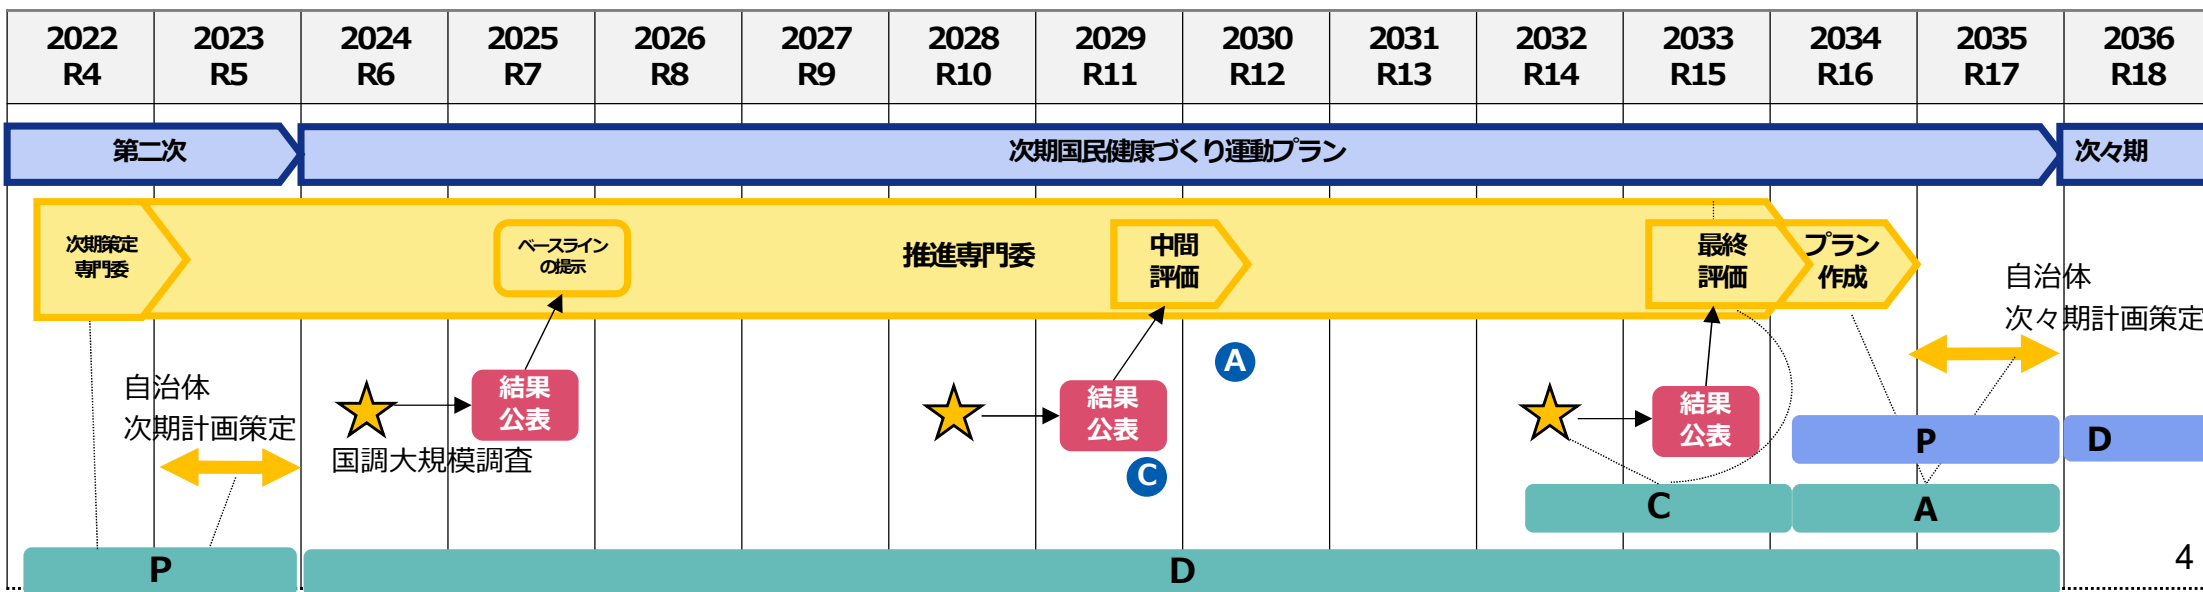 2022 2023 2024 2025 2026 2027 2028 2029 2030 2031 2032 2033 2034 2035 2036
R4 R5 R6 R7 R8 R9 R10 R11 R12 R13 R14 R15 R16 R17 R18
第二次 次期国民健康づくり運動プラン 次々期
次期策定
専門委
ベースライン
の提示
推進専門委
中間
評価
最終
評価
プラン
作成
自治体
次々期計画策定
自治体
次期計画策定
国調大規模調査
結果
公表
結果
公表
結果
公表
A
C
P D
C A
P D
4